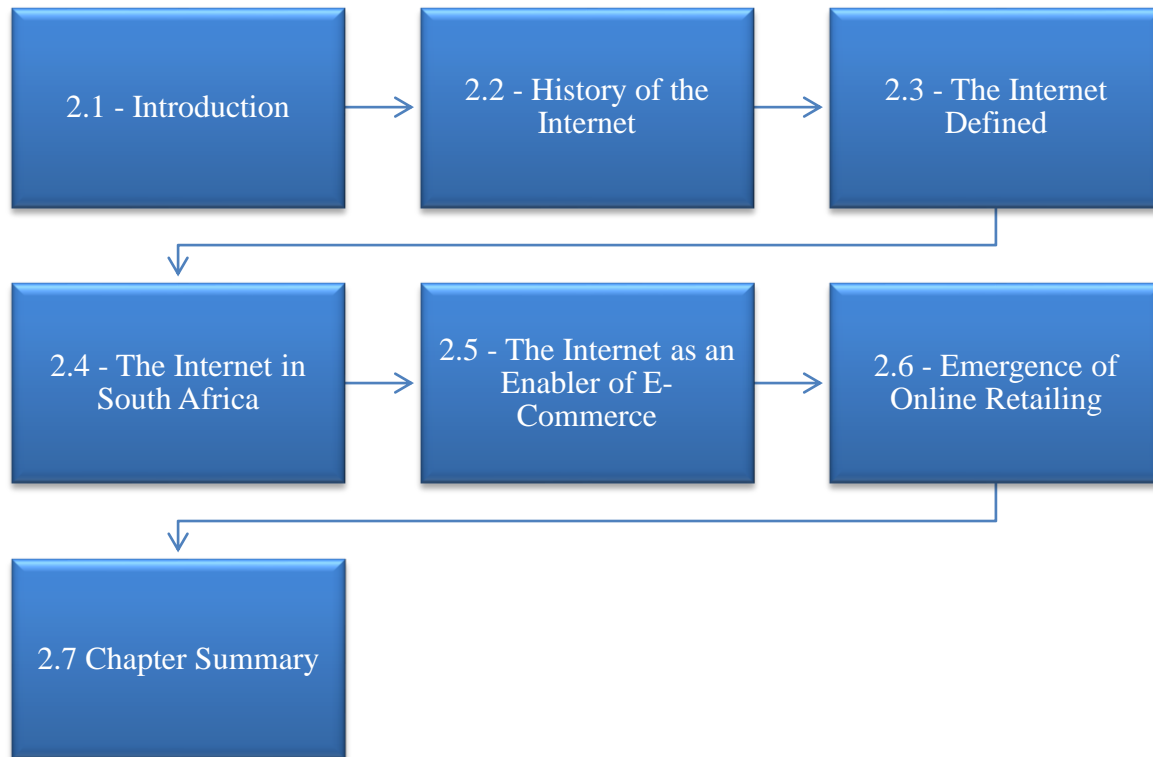 2.1 - Introduction
2.2 - History of the
Internet
2.3 - The Internet
Defined
2.4 - The Internet in
South Africa
2.5 - The Internet as an
Enabler of E-
Commerce
2.6 - Emergence of
Online Retailing
2.7 Chapter Summary